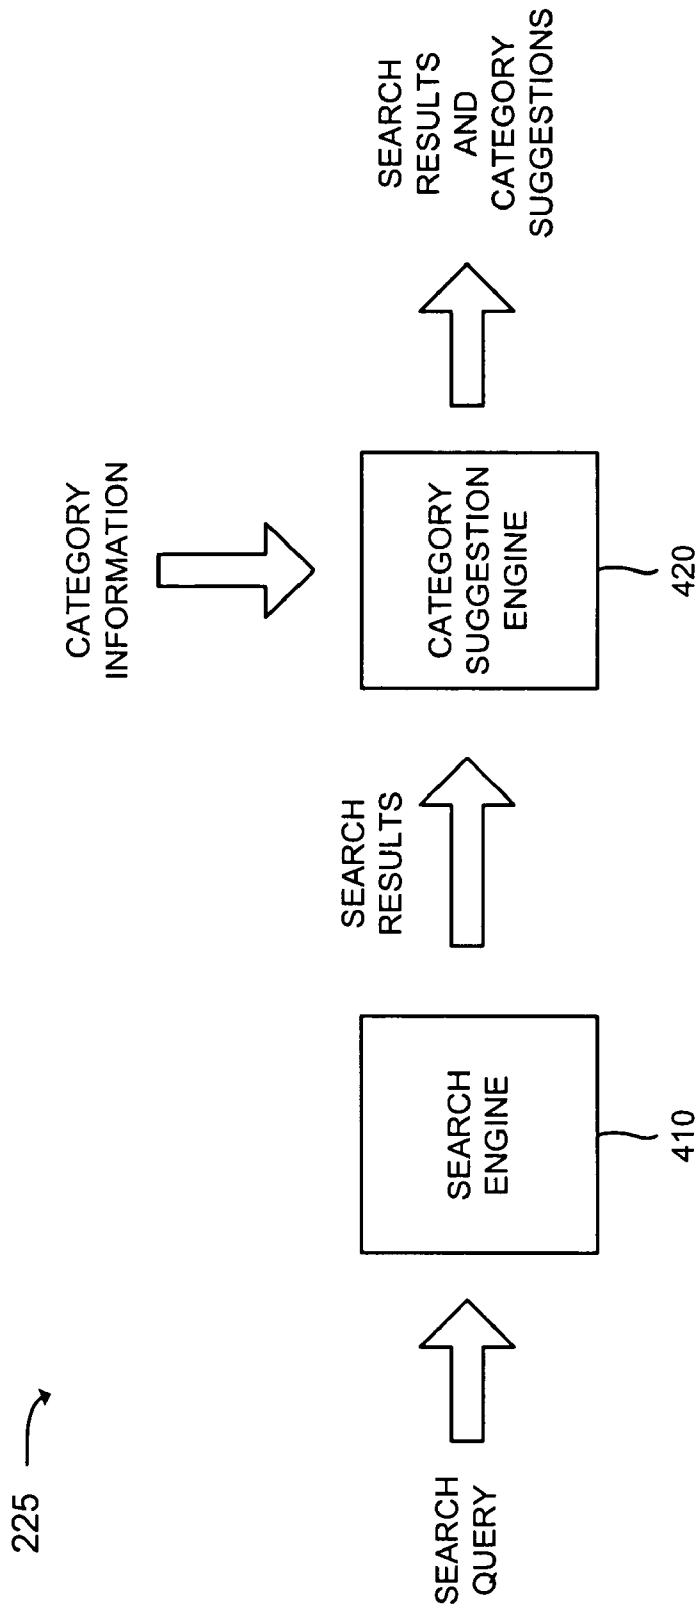 225
CATEGORY
INFORMATION
SEARCH
QUERY
SEARCH
ENGINE
410
SEARCH
RESULTS
CATEGORY
SUGGESTION
ENGINE
420
SEARCH
RESULTS
AND
CATEGORY
SUGGESTIONS